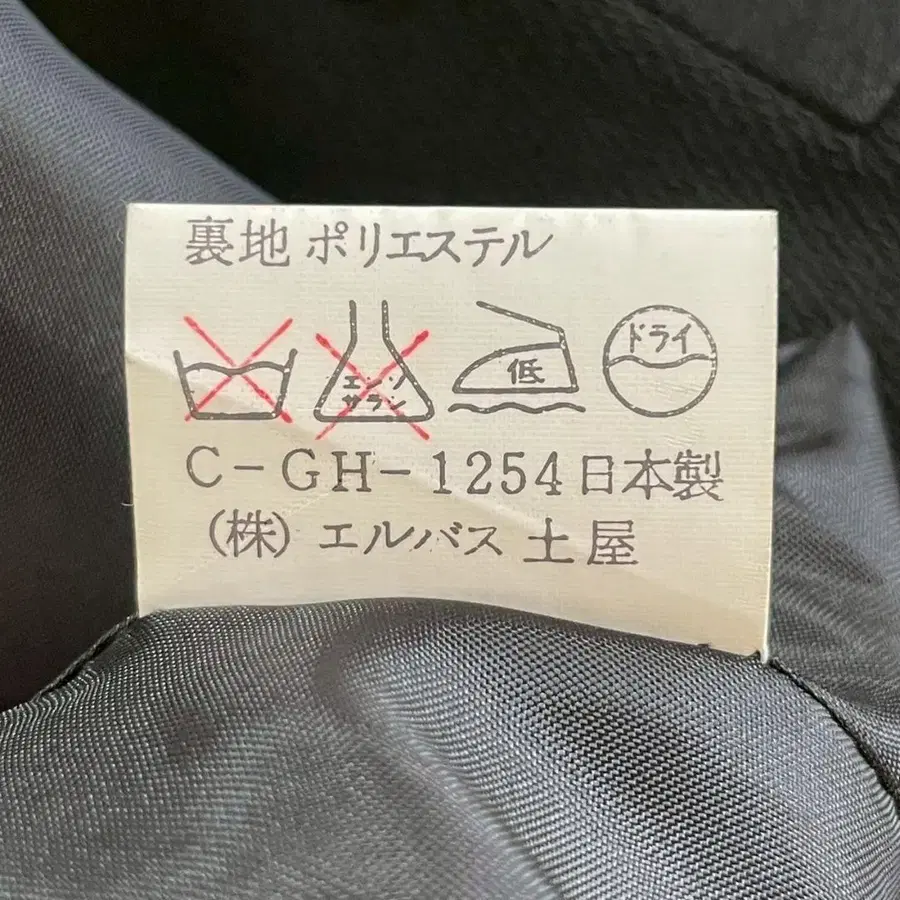 裏地 ポリエステル
エンソ
サラシ
低
ドライ
C-GH-1254日本製
(株) エルバス 土屋